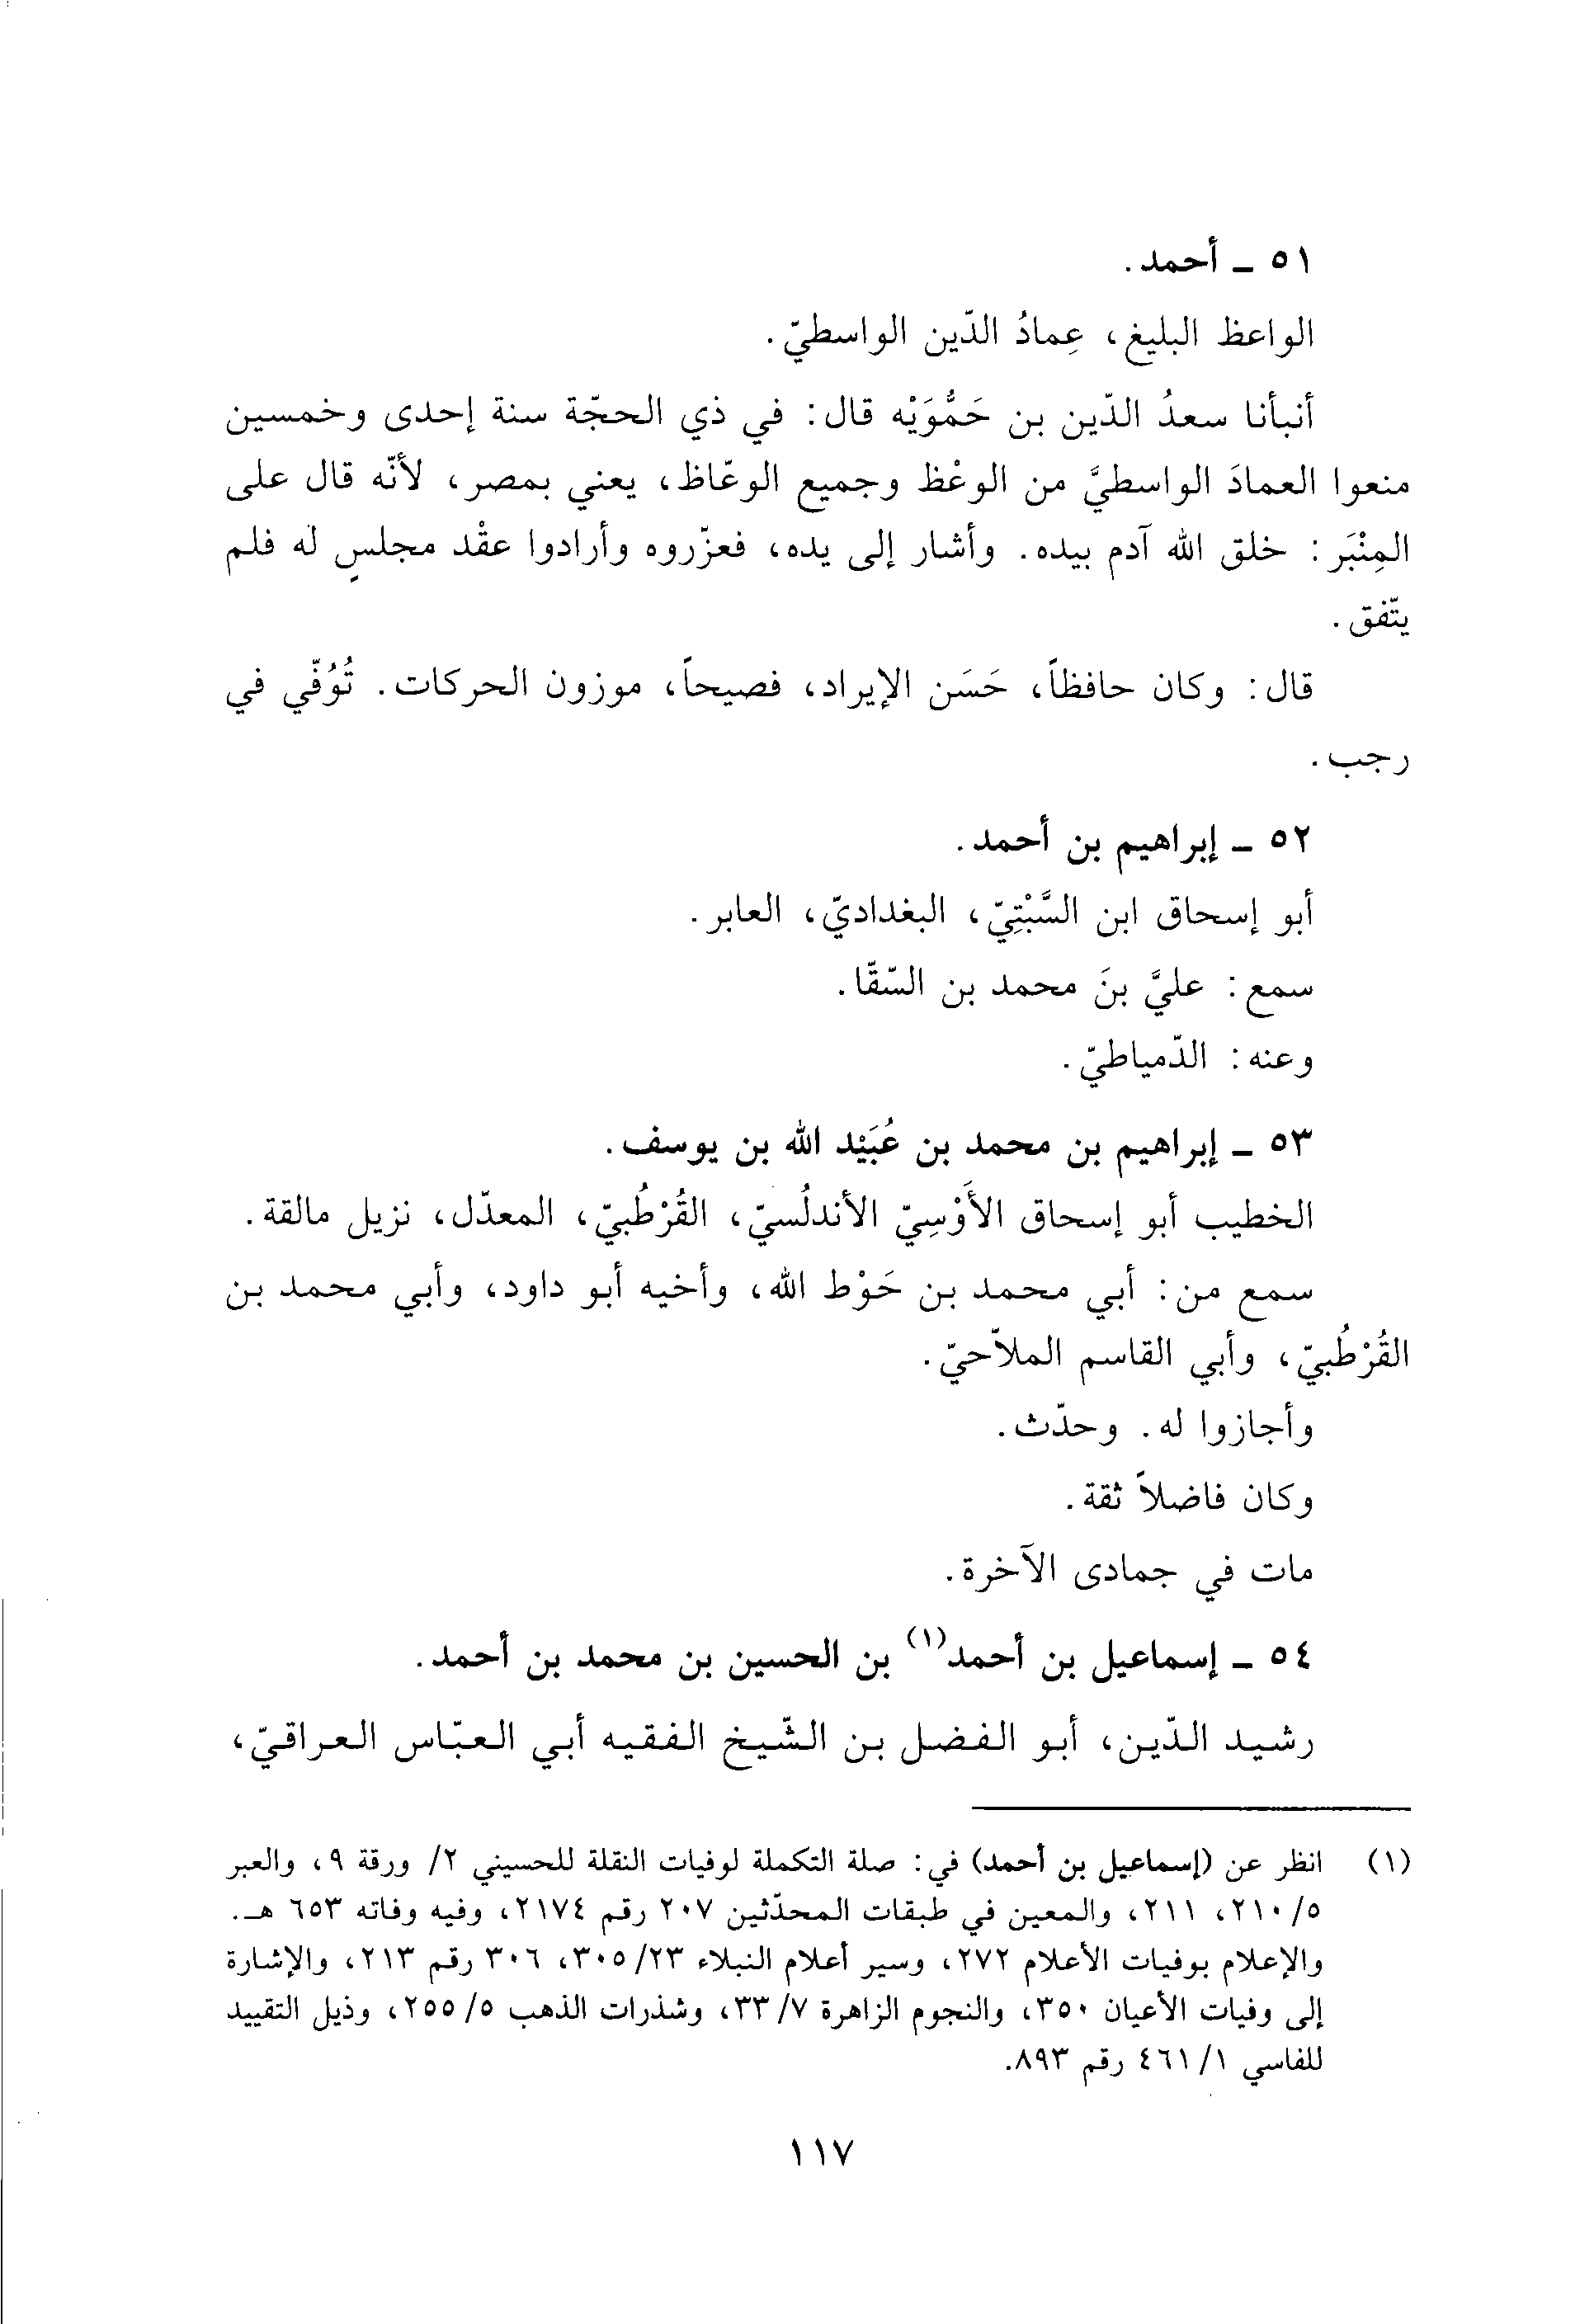 ٥١ - أحمد.
الواعظ البليغ، عِمادُ الدّين الواسطيّ.
أنبأنا سعدُ الدّين بن حَمُّوَيْه قال: في ذي الحجّة سنة إحدى وخمسين
منعوا العمادَ الواسطيَّ من الوعْظ وجميع الوعّاظ، يعني بمصر، لأنّه قال على
المِنْبَر: خلق الله آدم بيده. وأشار إلى يده، فعزّروه وأرادوا عقْد مجلسٍ له فلم
يتّفق.
قال: وكان حافظاً، حَسَن الإيراد، فصيحاً، موزون الحركات. تُوُفّي في
رجب.
٥٢ - إبراهيم بن أحمد.
أبو إسحاق ابن السَّبْتِيّ، البغداديّ، العابر.
سمع: عليَّ بنَ محمد بن السّقّا.
وعنه: الدّمياطيّ.
٥٣ - إبراهيم بن محمد بن عُبَيْد الله بن يوسف.
الخطيب أبو إسحاق الأَوْسِيّ الأندلُسيّ، القُرْطُبيّ، المعدّل، نزيل مالقة.
سمع من: أبي محمد بن حَوْط الله، وأخيه أبو داود، وأبي محمد بن
القُرْطُبيّ، وأبي القاسم الملاّحيّ.
وأجازوا له. وحدّث.
وكان فاضلاً ثقة.
مات في جمادى الآخرة.
٥٤ - إسماعيل بن أحمد(١) بن الحسين بن محمد بن أحمد.
رشيد الدّين، أبو الفضل بن الشّيخ الفقيه أبي العبّاس العراقيّ،
(١) انظر عن (إسماعيل بن أحمد) في: صلة التكملة لوفيات النقلة للحسيني ٢/ ورقة ٩، والعبر
٥/ ٢١٠، ٢١١، والمعين في طبقات المحدّثين ٢٠٧ رقم ٢١٧٤، وفيه وفاته ٦٥٣ هـ.
والإعلام بوفيات الأعلام ٢٧٢، وسير أعلام النبلاء ٢٣/ ٣٠٥، ٣٠٦ رقم ٢١٣، والإشارة
إلى وفيات الأعيان ٣٥٠، والنجوم الزاهرة ٧/ ٣٣، وشذرات الذهب ٥/ ٢٥٥، وذيل التقييد
للفاسي ١/ ٤٦١ رقم ٨٩٣.
١١٧